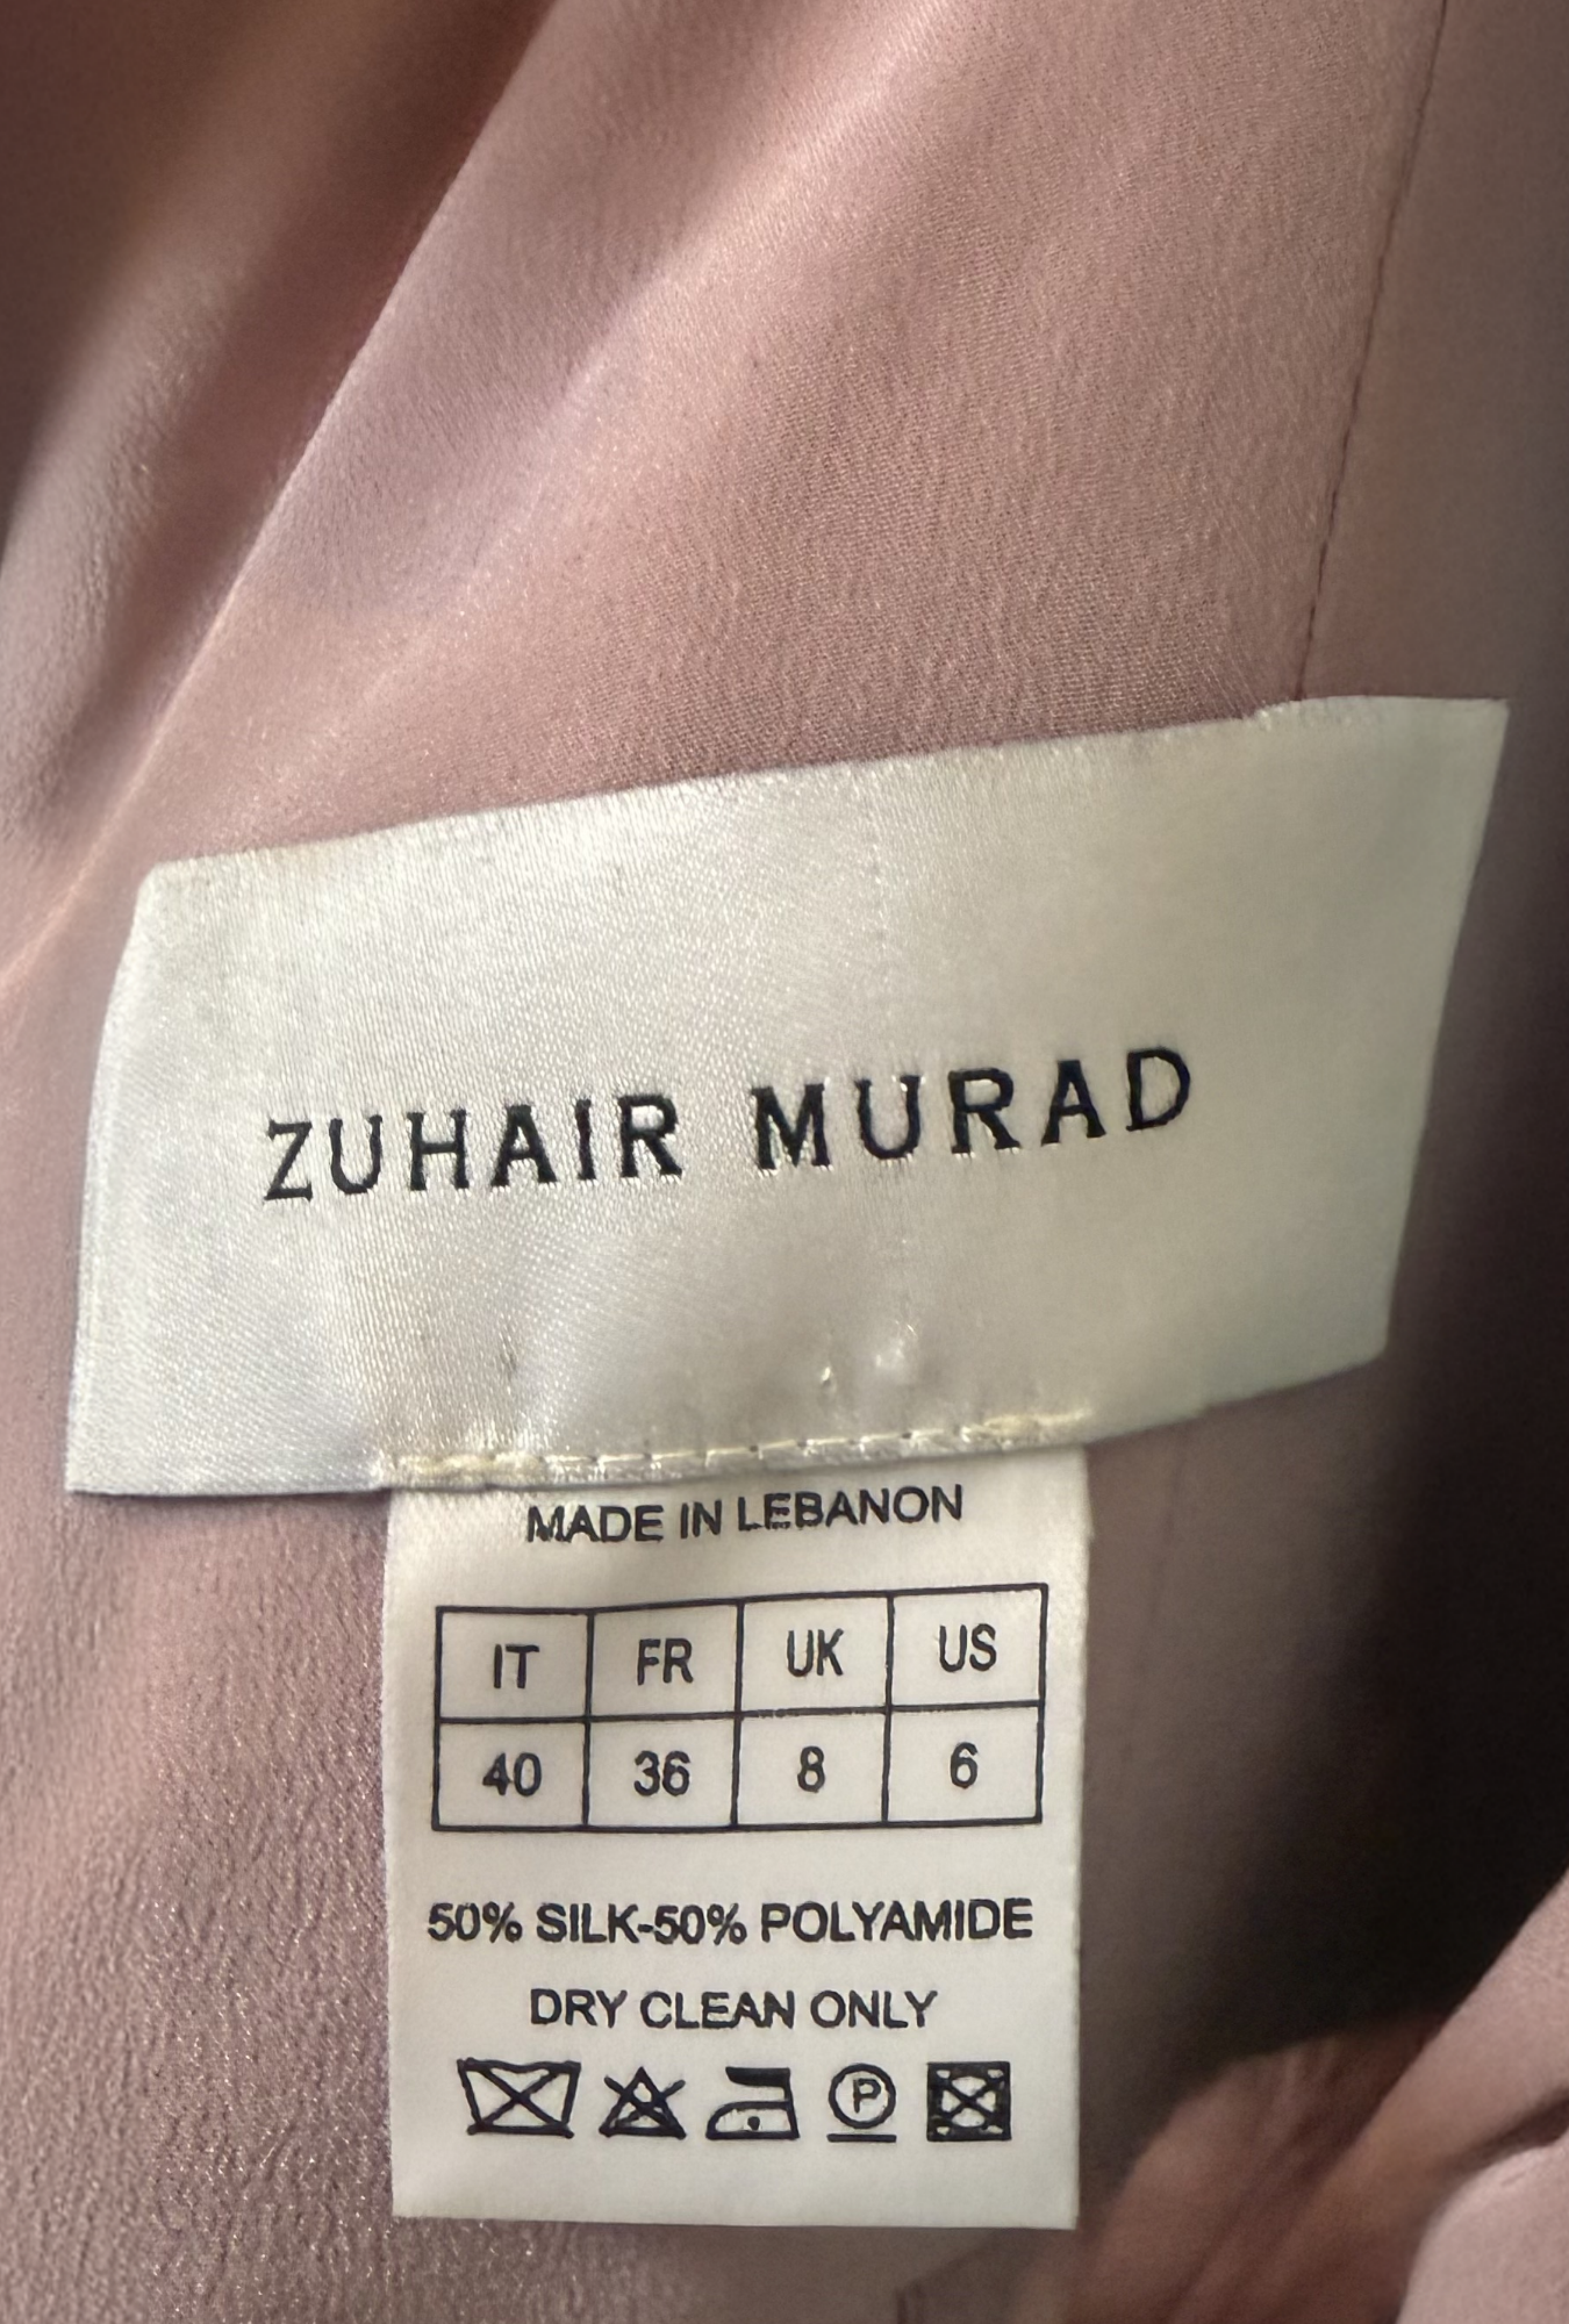 ZUHAIR MURAD
MADE IN LEBANON
IT FR UK US
40 36 8 6
50% SILK-50% POLYAMIDE
DRY CLEAN ONLY
P